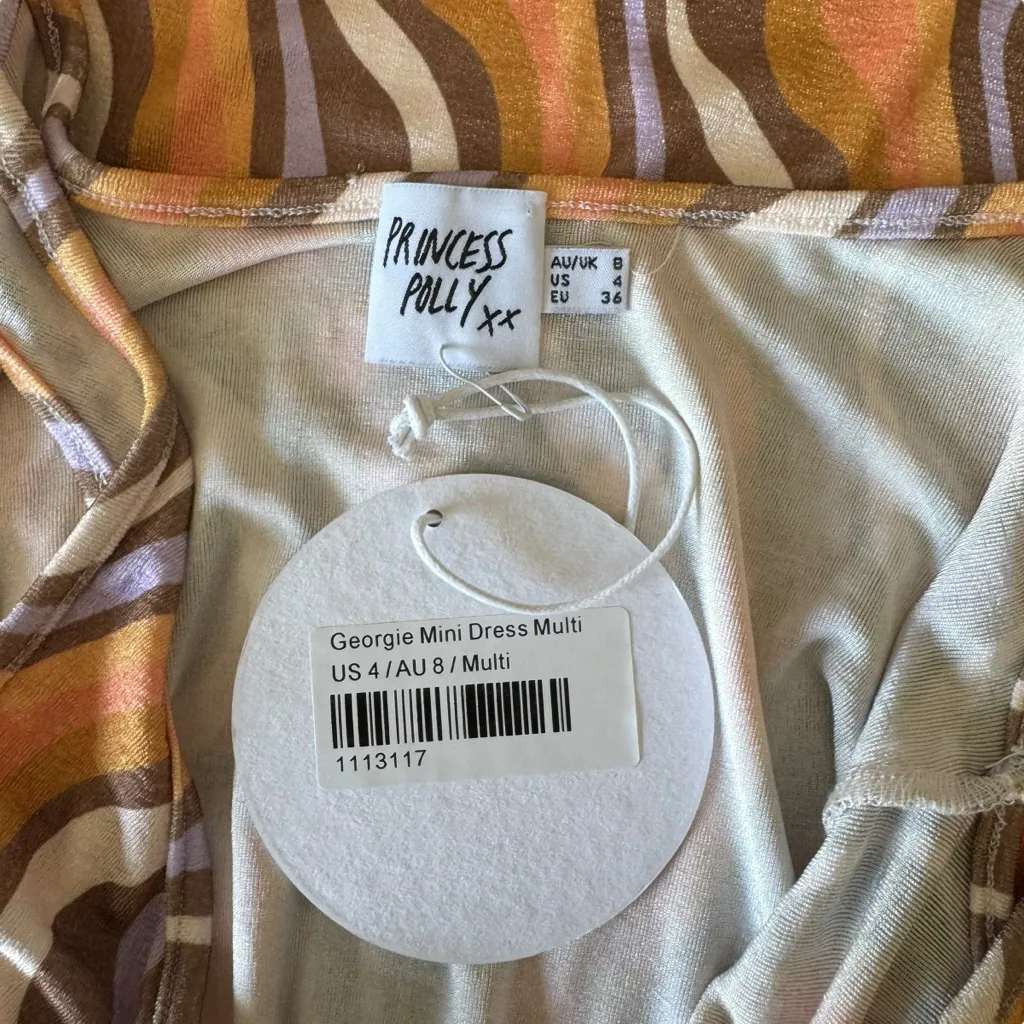 PRINCESS
POLLY xx
AU/UK 8
US 4
EU 36
Georgie Mini Dress Multi
US 4 / AU 8 / Multi
1113117